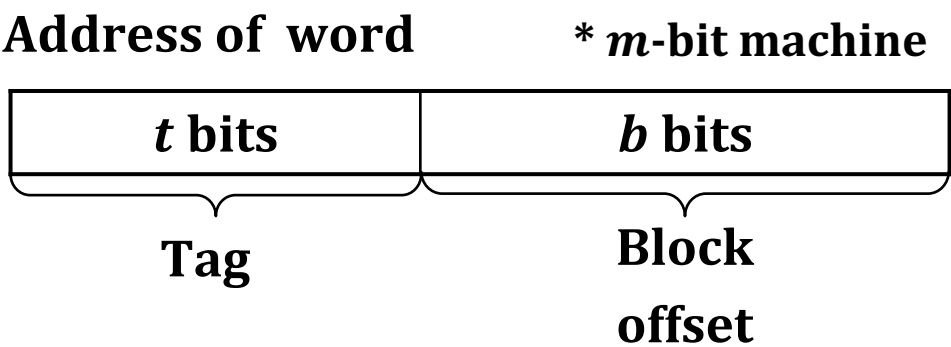 Address of word
* m-bit machine
t bits
b bits
Tag
Block
offset